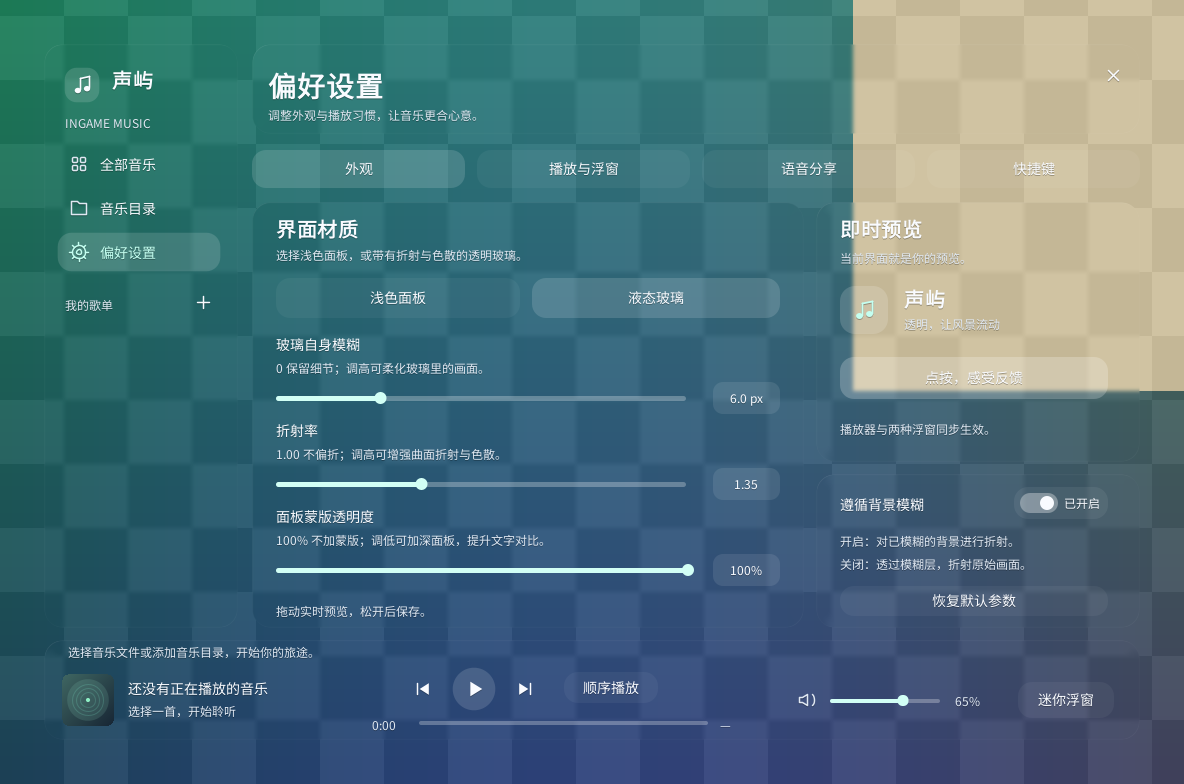 声屿
INGAME MUSIC
全部音乐
音乐目录
偏好设置
我的歌单
偏好设置
调整外观与播放习惯，让音乐更合心意。
外观
播放与浮窗
语音分享
快捷键
界面材质
选择浅色面板，或带有折射与色散的透明玻璃。
浅色面板
液态玻璃
玻璃自身模糊
0 保留细节；调高可柔化玻璃里的画面。
6.0 px
折射率
1.00 不偏折；调高可增强曲面折射与色散。
1.35
面板蒙版透明度
100% 不加蒙版；调低可加深面板，提升文字对比。
100%
拖动实时预览，松开后保存。
即时预览
当前界面就是你的预览。
声屿
透明，让风景流动
点按，感受反馈
播放器与两种浮窗同步生效。
遵循背景模糊
已开启
开启：对已模糊的背景进行折射。
关闭：透过模糊层，折射原始画面。
恢复默认参数
选择音乐文件或添加音乐目录，开始你的旅途。
还没有正在播放的音乐
选择一首，开始聆听
顺序播放
0:00
—
65%
迷你浮窗